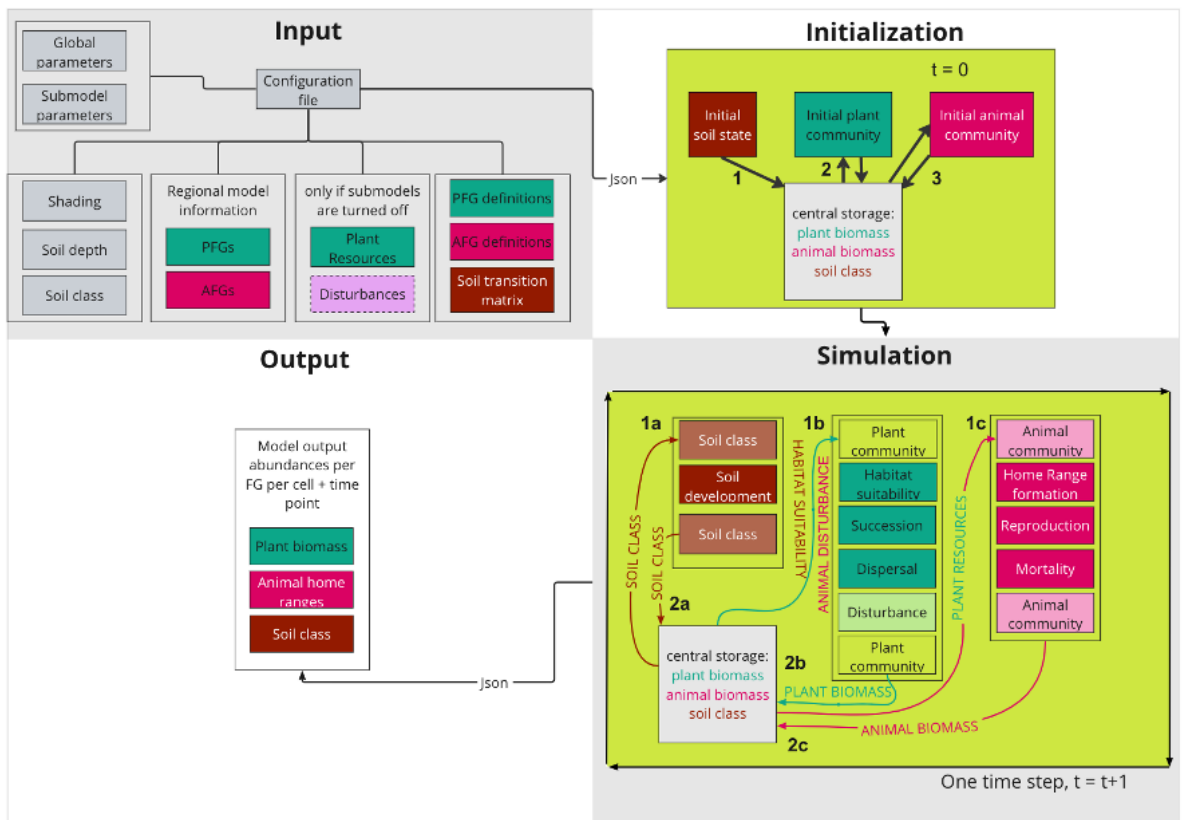 Input
Global
parameters
Submodel
parameters
Configuration
file
Shading
Soil depth
Soil class
Regional model
information
PFGs
AFGs
only if submodels
are turned off
Plant
Resources
Disturbances
PFG definitions
AFG definitions
Soil transition
matrix
Json
Initialization
t = 0
Initial
soil state
Initial plant
community
Initial animal
community
1
2
3
central storage:
plant biomass
animal biomass
soil class
Output
Model output
abundances per
FG per cell + time
point
Plant biomass
Animal home
ranges
Soil class
Json
Simulation
1a
Soil class
Soil
development
Soil class
SOIL CLASS
SOIL CLASS
2a
HABITAT SUITABILITY
ANIMAL DISTURBANCE
1b
Plant
community
Habitat
suitability
Succession
Dispersal
Disturbance
Plant
community
PLANT RESOURCES
1c
Animal
community
Home Range
formation
Reproduction
Mortality
Animal
community
central storage:
plant biomass
animal biomass
soil class
2b
PLANT BIOMASS
ANIMAL BIOMASS
2c
One time step, t = t+1